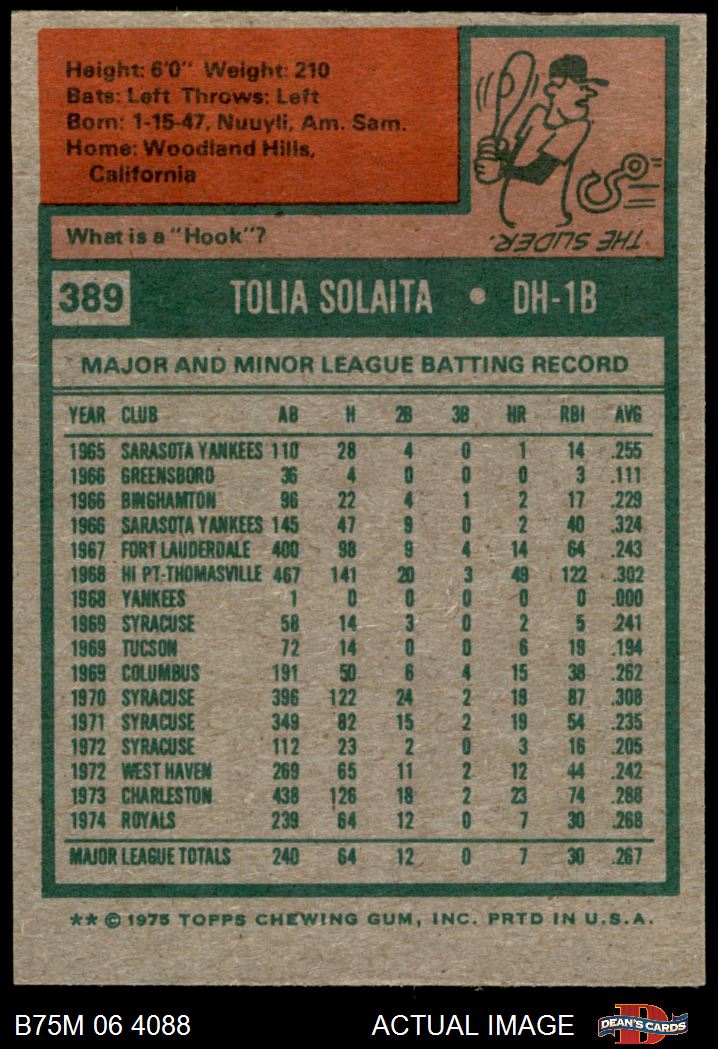 Height: 6'0" Weight: 210
Bats: Left Throws: Left
Born: 1-15-47, Nuuyli, Am. Sam.
Home: Woodland Hills,
California
What is a "Hook"?
THE SLIDER.
389 TOLIA SOLAITA • DH-1B
MAJOR AND MINOR LEAGUE BATTING RECORD
YEAR CLUB AB H 2B 3B HR RBI AVG
1965 SARASOTA YANKEES 110 28 4 0 1 14 .255
1966 GREENSBORO 36 4 0 0 0 3 .111
1966 BINGHAMTON 96 22 4 1 2 17 .229
1966 SARASOTA YANKEES 145 47 9 0 2 40 .324
1967 FORT LAUDERDALE 400 98 9 4 14 64 .243
1968 HI PT-THOMASVILLE 467 141 20 3 49 122 .302
1968 YANKEES 1 0 0 0 0 0 .000
1969 SYRACUSE 58 14 3 0 2 5 .241
1969 TUCSON 72 14 0 0 6 19 .194
1969 COLUMBUS 191 50 6 4 15 38 .262
1970 SYRACUSE 396 122 24 2 19 87 .308
1971 SYRACUSE 349 82 15 2 19 54 .235
1972 SYRACUSE 112 23 2 0 3 16 .205
1972 WEST HAVEN 269 65 11 2 12 44 .242
1973 CHARLESTON 438 126 18 2 23 74 .288
1974 ROYALS 239 64 12 0 7 30 .268
MAJOR LEAGUE TOTALS 240 64 12 0 7 30 .267
** © 1975 TOPPS CHEWING GUM, INC. PRTD IN U.S.A.
B75M 06 4088 ACTUAL IMAGE DEAN'S CARDS